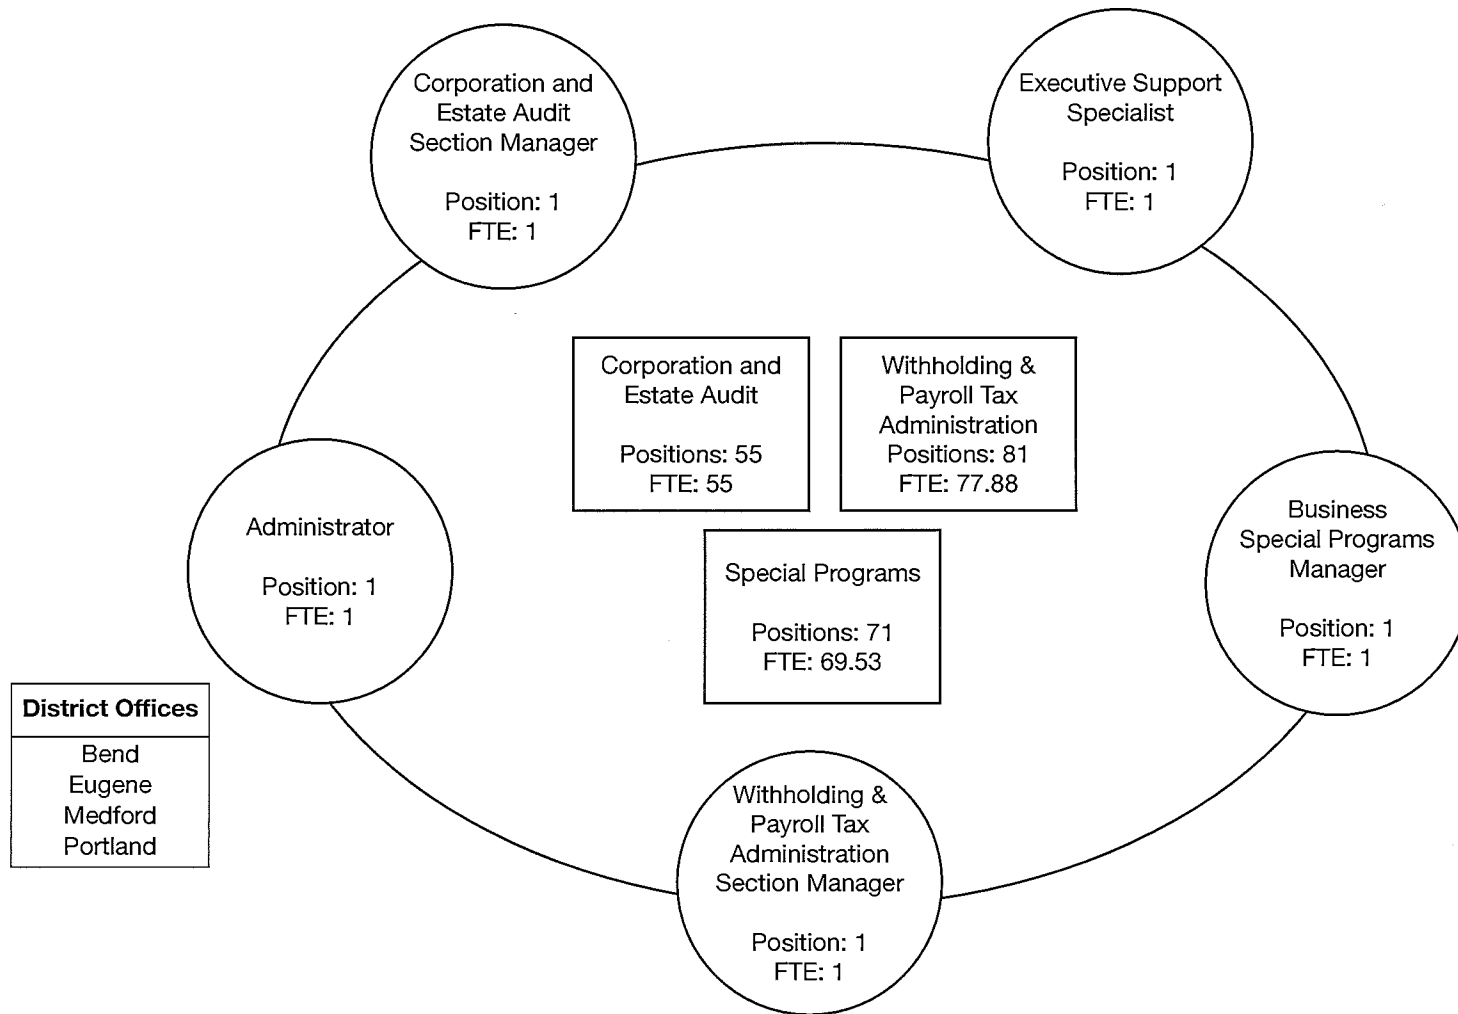 Corporation and
Estate Audit
Section Manager
Position: 1
FTE: 1
Executive Support
Specialist
Position: 1
FTE: 1
Corporation and
Estate Audit
Positions: 55
FTE: 55
Withholding &
Payroll Tax
Administration
Positions: 81
FTE: 77.88
Administrator
Position: 1
FTE: 1
Special Programs
Positions: 71
FTE: 69.53
Business
Special Programs
Manager
Position: 1
FTE: 1
District Offices
Bend
Eugene
Medford
Portland
Withholding &
Payroll Tax
Administration
Section Manager
Position: 1
FTE: 1